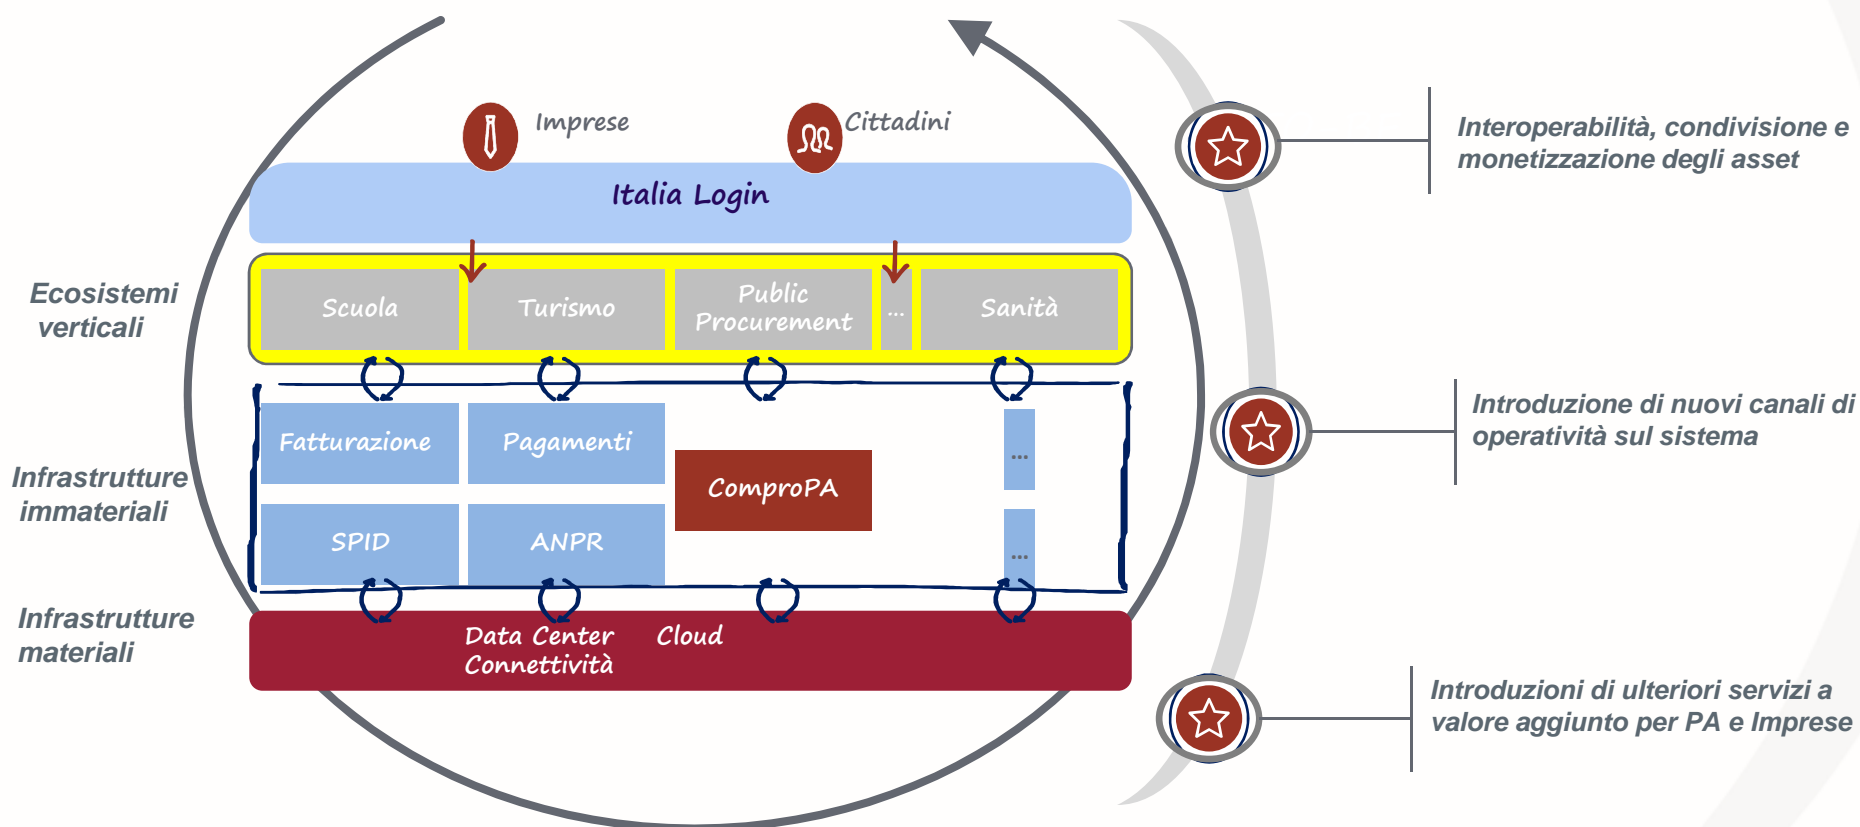 Imprese
Cittadini
Italia Login
Ecosistemi
verticali
Scuola
Turismo
Public
Procurement
...
Sanità
Infrastrutture
immateriali
Fatturazione
Pagamenti
...
ComproPA
SPID
ANPR
...
Infrastrutture
materiali
Data Center Cloud
Connettività
Interoperabilità, condivisione e
monetizzazione degli asset
Introduzione di nuovi canali di
operatività sul sistema
Introduzioni di ulteriori servizi a
valore aggiunto per PA e Imprese